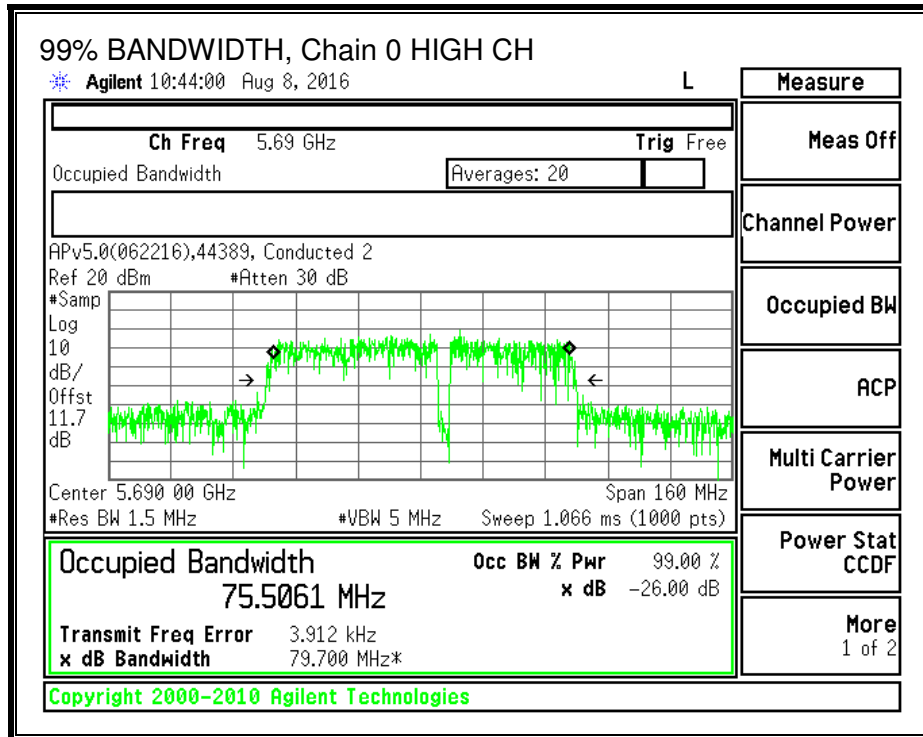 99% BANDWIDTH, Chain 0 HIGH CH
Agilent 10:44:00 Aug 8, 2016 L
Measure
Ch Freq 5.69 GHz Trig Free
Meas Off
Occupied Bandwidth Averages: 20
Channel Power
APv5.0(062216),44389, Conducted 2
Ref 20 dBm #Atten 30 dB
#Samp
Log
10
dB/
Offst
11.7
dB
Occupied BW
ACP
Center 5.690 00 GHz Span 160 MHz
#Res BW 1.5 MHz #VBW 5 MHz Sweep 1.066 ms (1000 pts)
Multi Carrier
Power
Occupied Bandwidth
75.5061 MHz
Occ BW % Pwr 99.00 %
x dB -26.00 dB
Transmit Freq Error 3.912 kHz
x dB Bandwidth 79.700 MHz*
Power Stat
CCDF
More
1 of 2
Copyright 2000-2010 Agilent Technologies